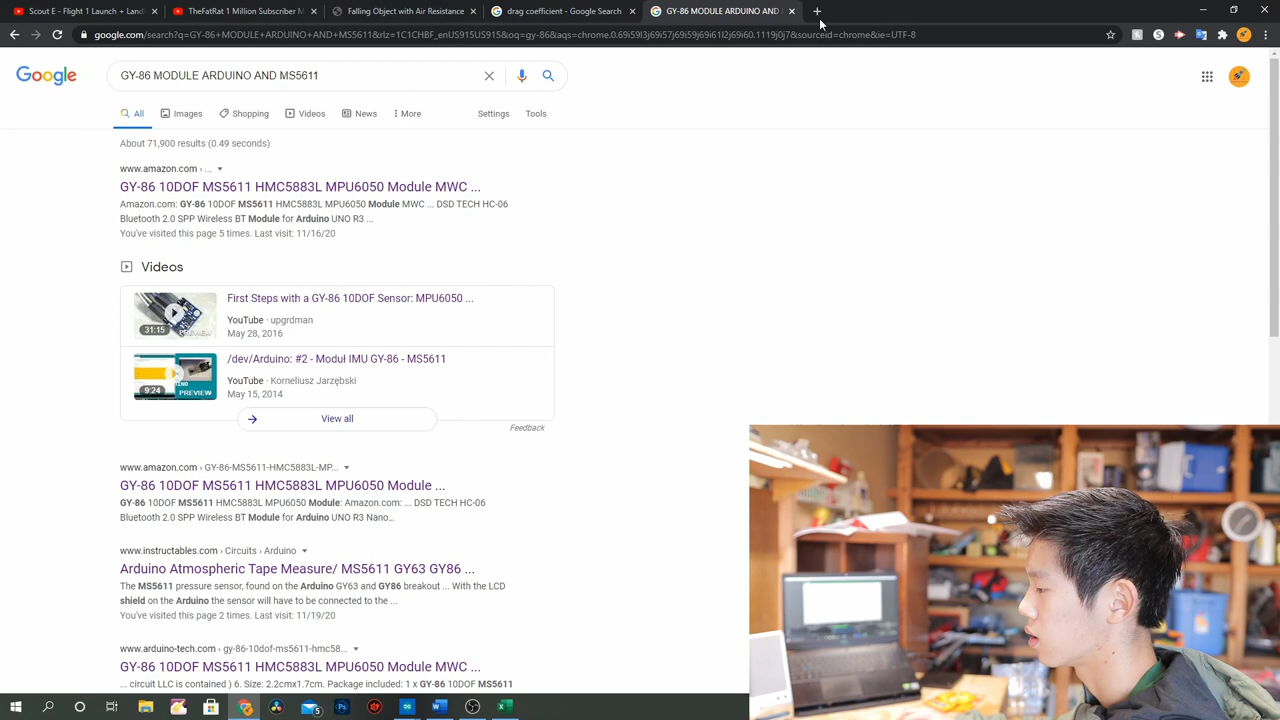 Scout E - Flight 1 Launch + Land
TheFatRat 1 Million Subscriber M
Falling Object with Air Resistance
drag coefficient - Google Search
GY-86 MODULE ARDUINO AND MS5
google.com/search?q=GY-86+MODULE+ARDUINO+AND+MS5611&rlz=1C1CHBF_enUS915US915&oq=gy-86&aqs=chrome.0.69i59l3j69i57j69i59j69i61l2j69i60.1119j0j7&sourceid=chrome&ie=UTF-8
Google
GY-86 MODULE ARDUINO AND MS5611
All Images Shopping Videos News More Settings Tools
About 71,900 results (0.49 seconds)
www.amazon.com › ...
GY-86 10DOF MS5611 HMC5883L MPU6050 Module MWC ...
Amazon.com: GY-86 10DOF MS5611 HMC5883L MPU6050 Module MWC ... DSD TECH HC-06
Bluetooth 2.0 SPP Wireless BT Module for Arduino UNO R3 ...
You've visited this page 5 times. Last visit: 11/16/20
Videos
First Steps with a GY-86 10DOF Sensor: MPU6050 ...
YouTube · upgrdman
May 28, 2016
31:15
PREVIEW
/dev/Arduino: #2 - Moduł IMU GY-86 - MS5611
YouTube · Korneliusz Jarzębski
May 15, 2014
9:24
PREVIEW
View all
Feedback
www.amazon.com › GY-86-MS5611-HMC5883L-MP...
GY-86 10DOF MS5611 HMC5883L MPU6050 Module ...
GY-86 10DOF MS5611 HMC5883L MPU6050 Module: Amazon.com: ... DSD TECH HC-06
Bluetooth 2.0 SPP Wireless BT Module for Arduino UNO R3 Nano...
www.instructables.com › Circuits › Arduino
Arduino Atmospheric Tape Measure/ MS5611 GY63 GY86 ...
The MS5611 pressure sensor, found on the Arduino GY63 and GY86 breakout ... With the LCD
shield on the Arduino the sensor will have to be connected to the ...
You've visited this page 2 times. Last visit: 11/19/20
www.arduino-tech.com › gy-86-10dof-ms5611-hmc58...
GY-86 10DOF MS5611 HMC5883L MPU6050 Module MWC ...
... circuit LLC is contained ) 6. Size: 2.2cmx1.7cm. Package included: 1 x GY-86 10DOF MS5611